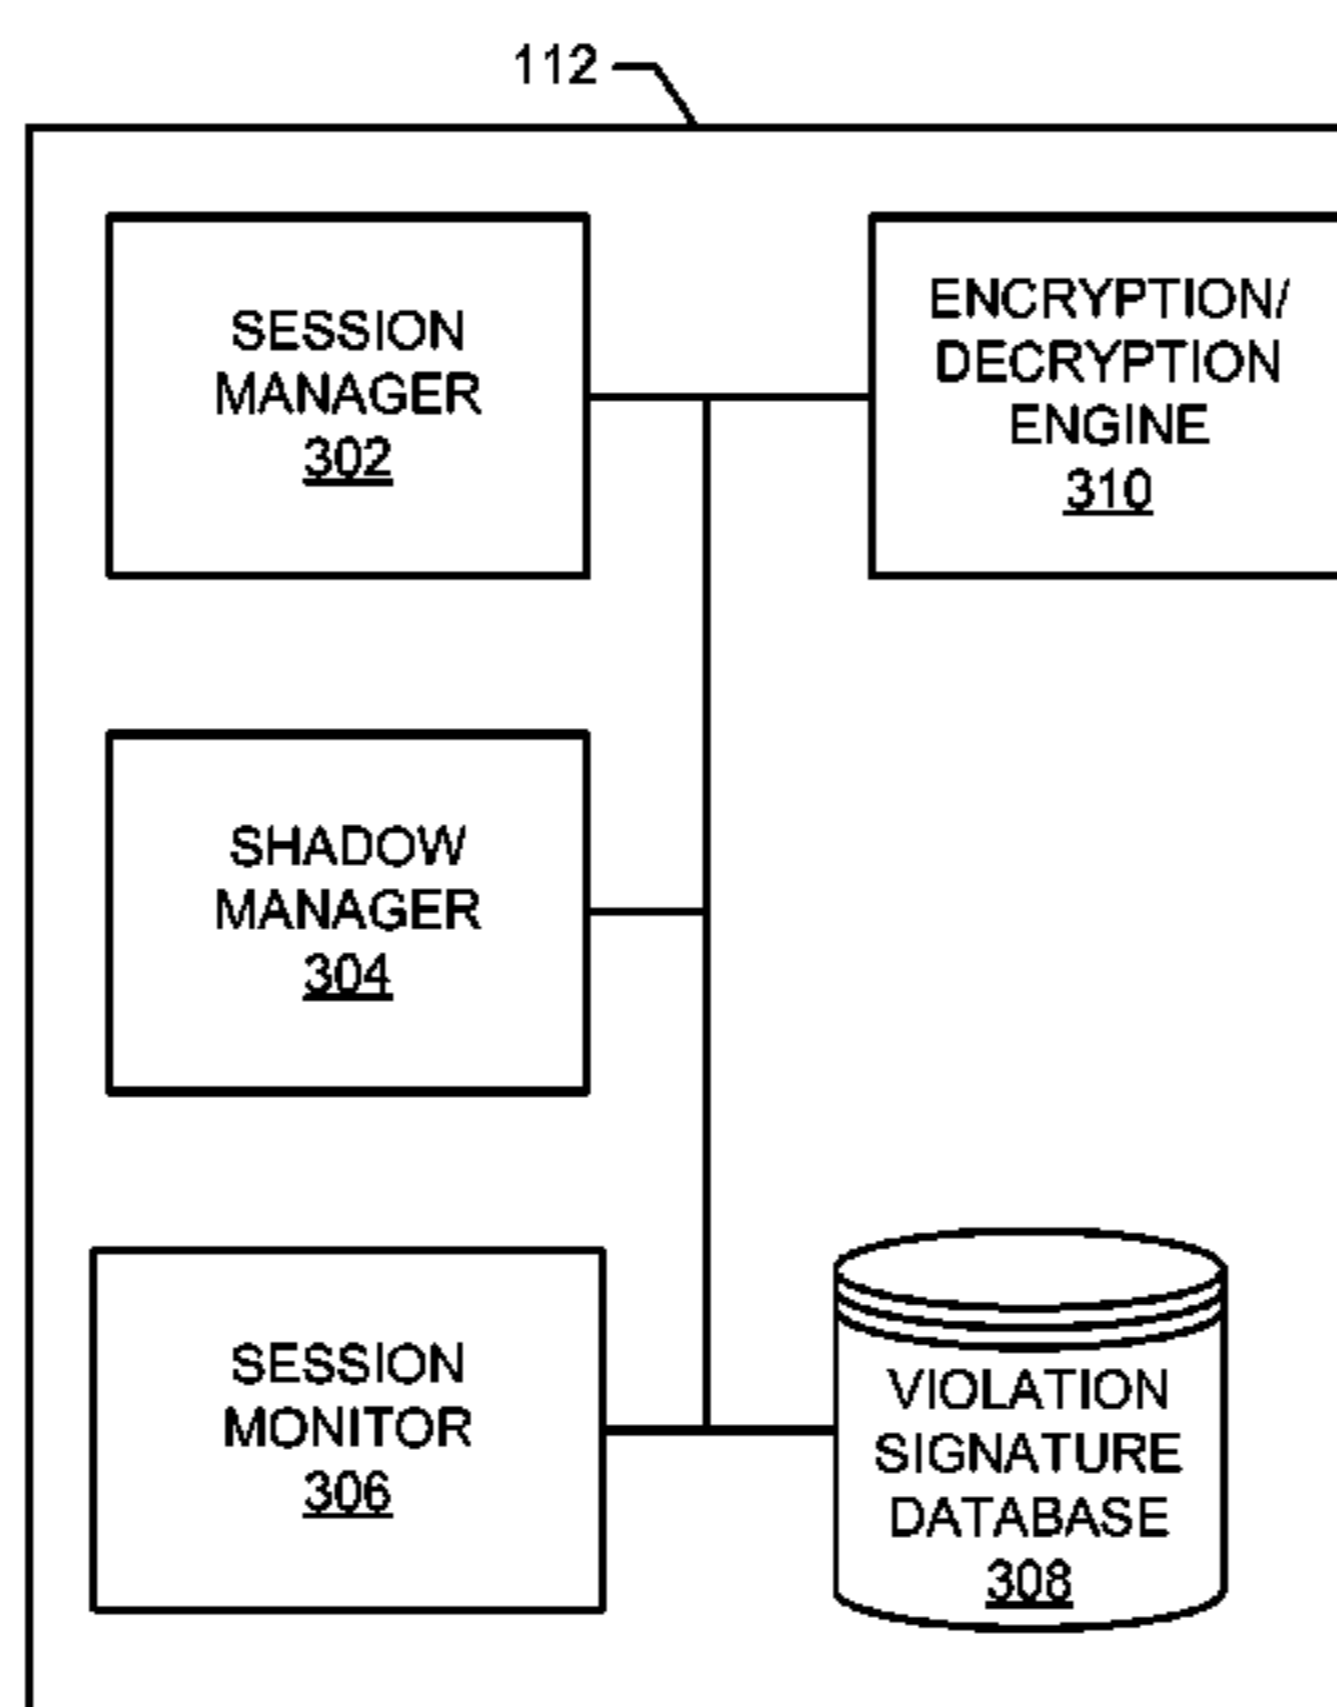 112
SESSION
MANAGER
302
ENCRYPTION/
DECRYPTION
ENGINE
310
SHADOW
MANAGER
304
SESSION
MONITOR
306
VIOLATION
SIGNATURE
DATABASE
308